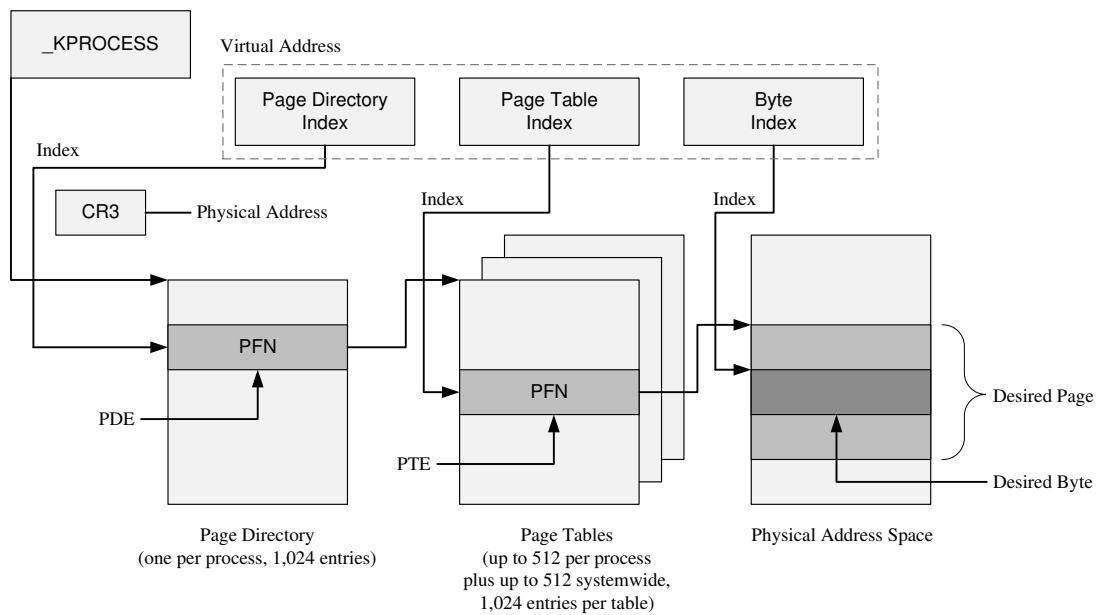 _KPROCESS
Virtual Address
Page Directory
Index
Page Table
Index
Byte
Index
Index
CR3
Physical Address
Index
Index
PFN
PFN
PDE
PTE
Desired Page
Desired Byte
Page Directory
(one per process, 1,024 entries)
Page Tables
(up to 512 per process
plus up to 512 systemwide,
1,024 entries per table)
Physical Address Space